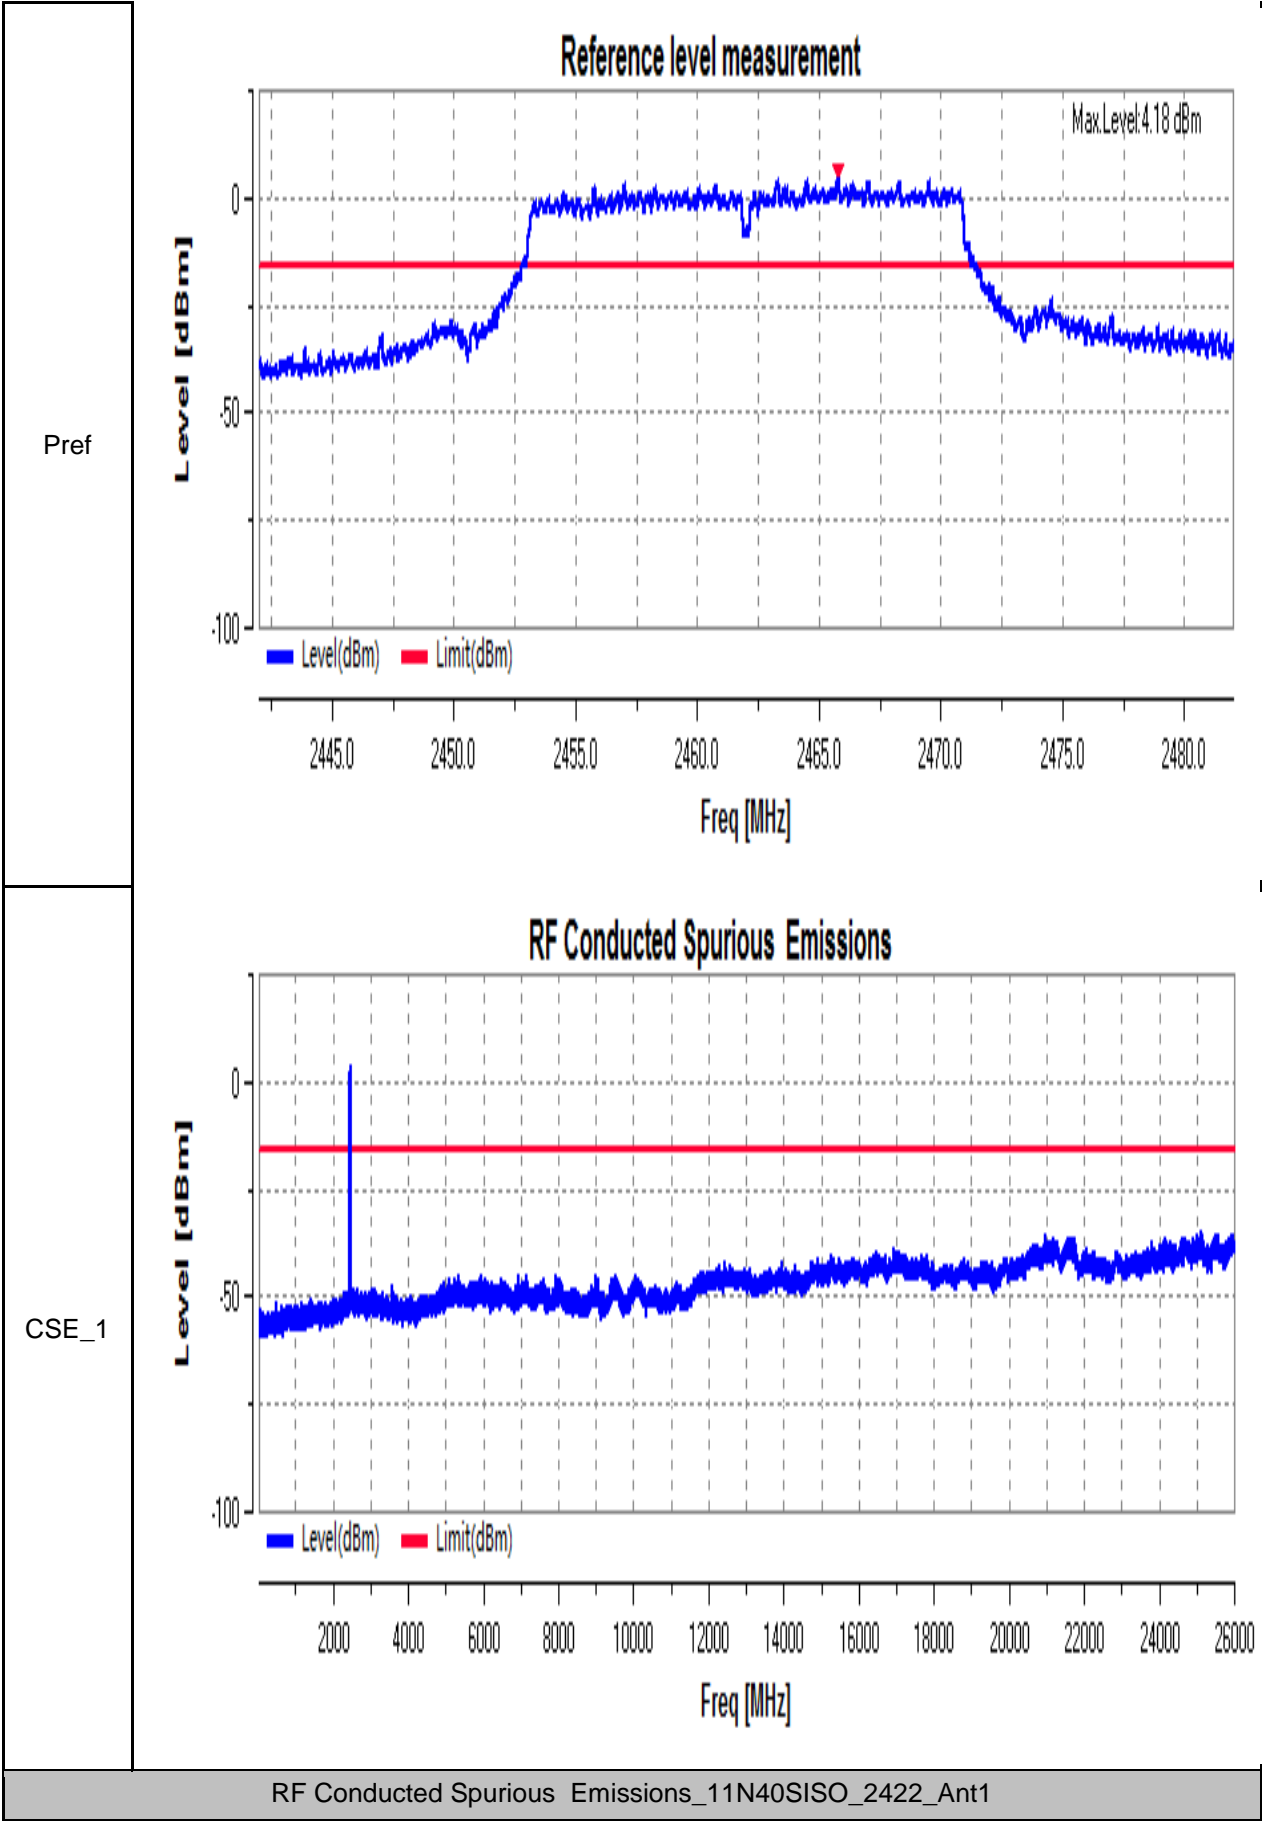 Pref
Reference level measurement
Max.Level:4.18 dBm
Level [dBm]
0
-50
-100
Level(dBm) Limit(dBm)
2445.0 2450.0 2455.0 2460.0 2465.0 2470.0 2475.0 2480.0
Freq [MHz]
CSE_1
RF Conducted Spurious Emissions
Level [dBm]
0
-50
-100
Level(dBm) Limit(dBm)
2000 4000 6000 8000 10000 12000 14000 16000 18000 20000 22000 24000 26000
Freq [MHz]
RF Conducted Spurious Emissions_11N40SISO_2422_Ant1